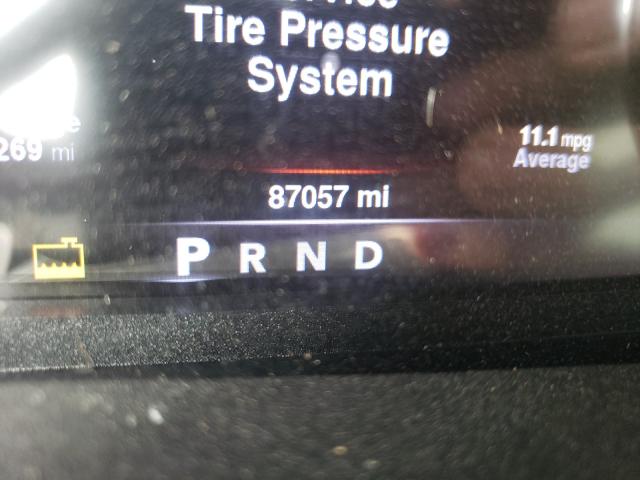 Tire Pressure
System
269 mi
11.1 mpg
Average
87057 mi
P R N D